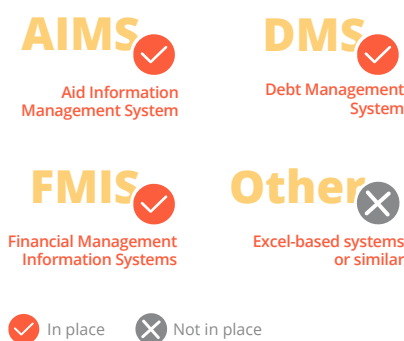 AIMS
DMS
Aid Information
Management System
Debt Management
System
FMIS
Other
Financial Management
Information Systems
Excel-based systems
or similar
In place
Not in place